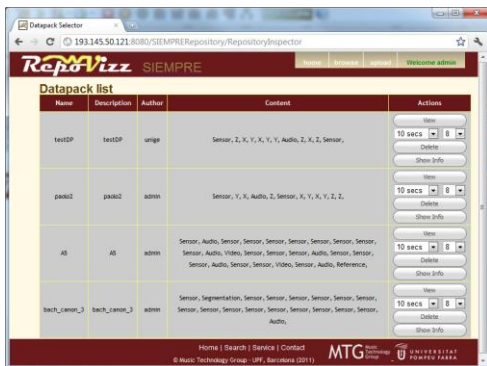 Datapack Selector
193.145.50.121:8080/SIEMPRERepository/RepositoryInspector
RepoVizz SIEMPRE
home browse upload Welcome admin
Datapack list
Name Description Author Content Actions
testDP testDP unige Sensor, Z, X, Y, X, Y, Y, Audio, Z, X, Z, Sensor,
View
10 secs 8
Delete
Show Info
paolo2 paolo2 admin Sensor, Y, X, Audio, Z, Sensor, X, Y, X, Y, Z, Z,
View
10 secs 8
Delete
Show Info
AS AS admin
Sensor, Audio, Sensor, Sensor, Sensor, Sensor, Sensor, Sensor, Sensor, Sensor,
Sensor, Audio, Video, Sensor, Sensor, Sensor, Sensor, Audio, Sensor, Sensor,
Sensor, Audio, Sensor, Sensor, Video, Sensor, Audio, Reference,
View
10 secs 8
Delete
Show Info
bach_canon_3 bach_canon_3 admin
Sensor, Segmentation, Sensor, Sensor, Sensor, Sensor, Sensor, Sensor, Sensor,
Sensor, Sensor, Sensor, Sensor, Sensor, Sensor, Sensor, Sensor, Sensor, Sensor,
Audio,
View
10 secs 8
Delete
Show Info
Home | Search | Service | Contact
© Music Technology Group - UPF, Barcelona (2011)
MTG Music Technology Group
UNIVERSITAT POMPEU FABRA